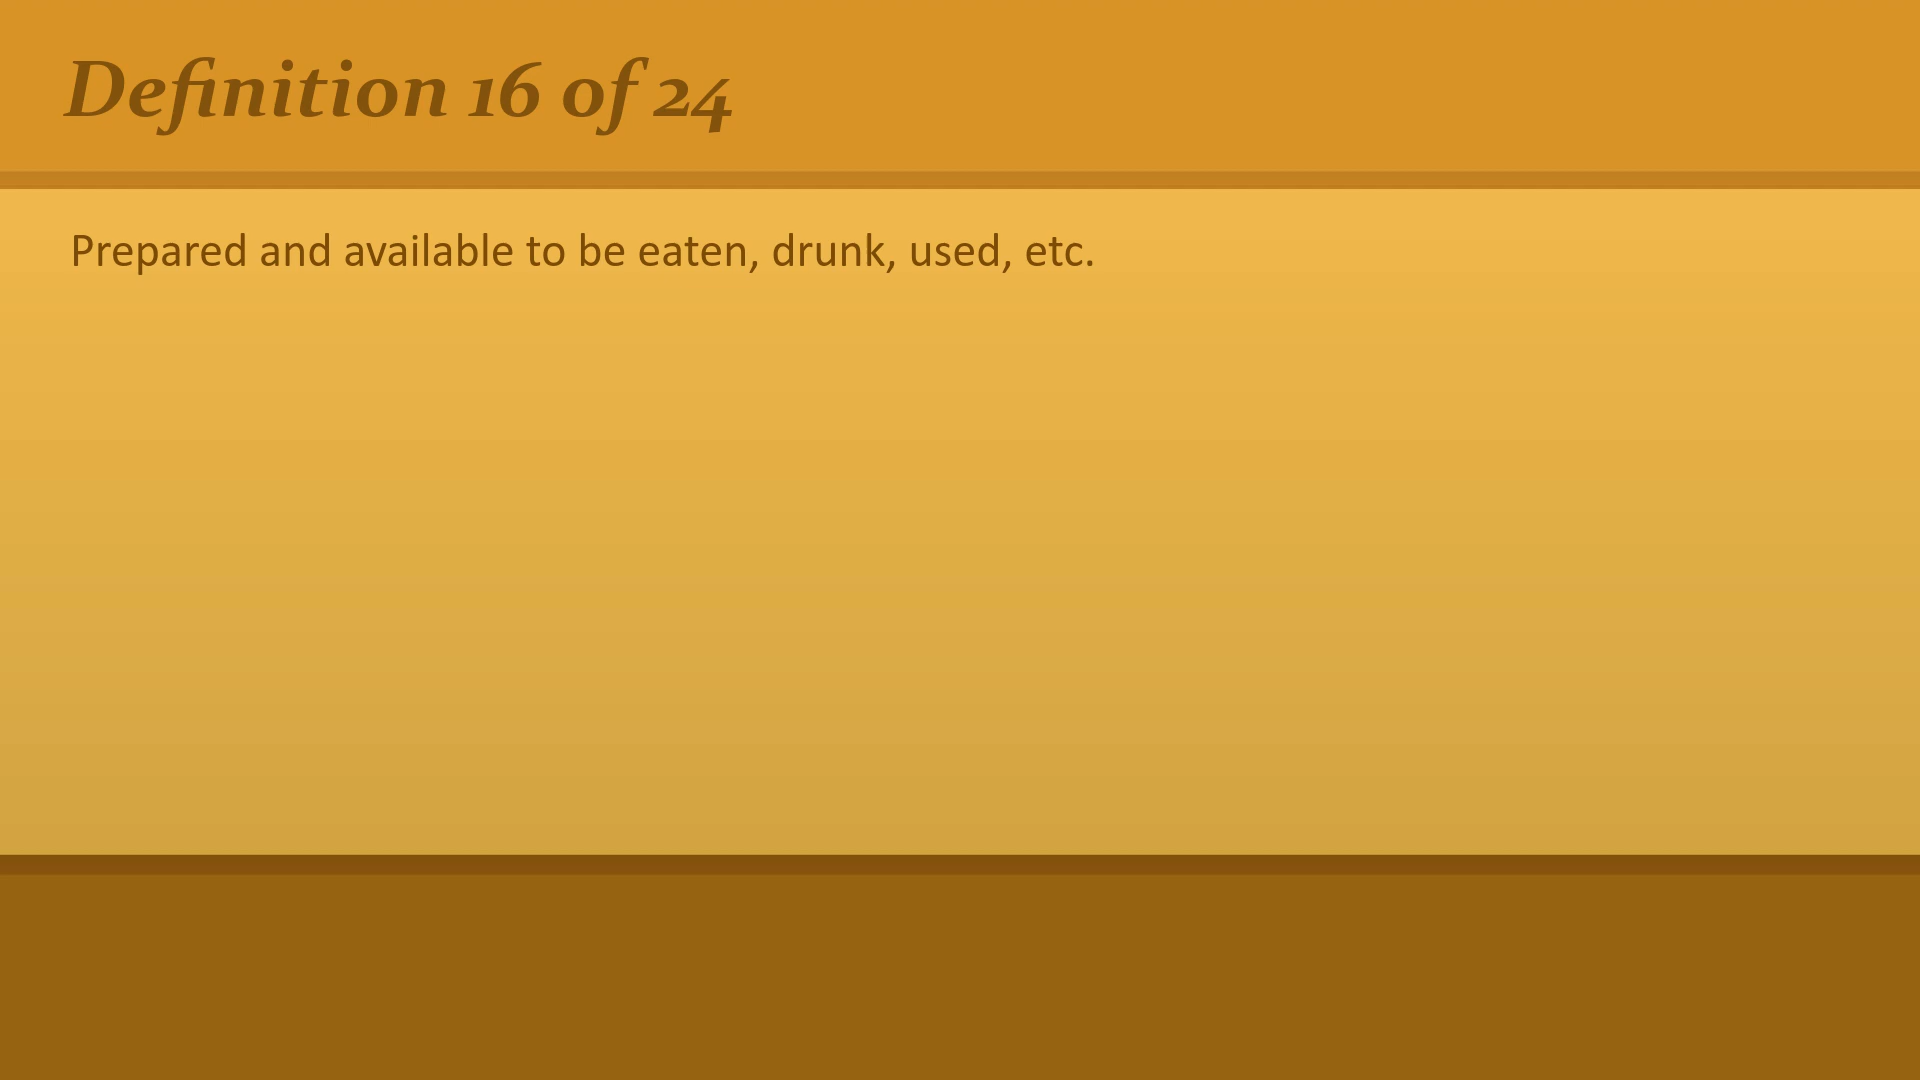 Definition 16 of 24
Prepared and available to be eaten, drunk, used, etc.